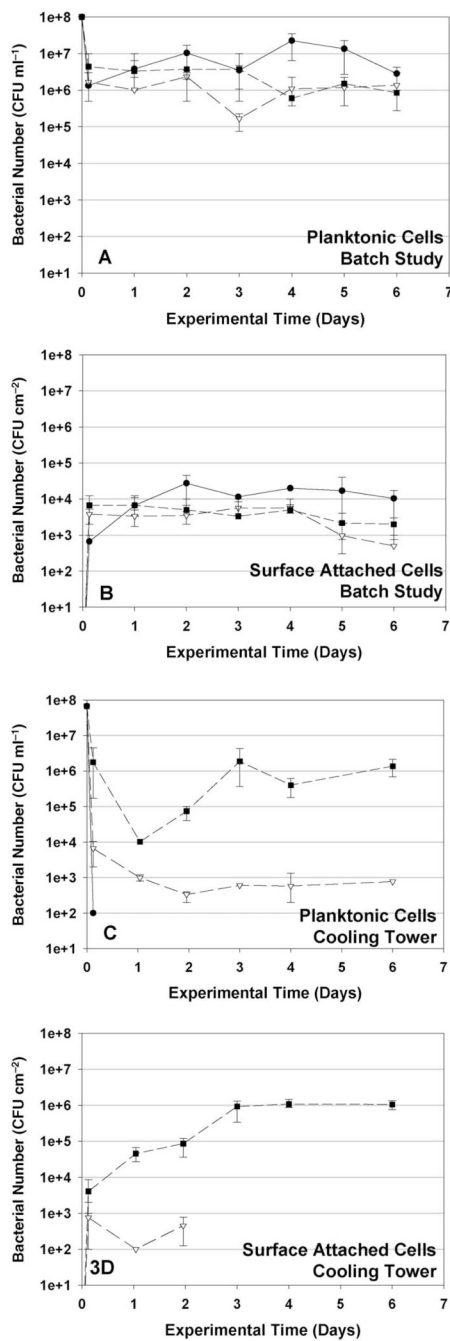 Bacterial Number (CFU ml⁻¹)
1e+8
1e+7
1e+6
1e+5
1e+4
1e+3
1e+2
1e+1
A
Planktonic Cells
Batch Study
0 1 2 3 4 5 6 7
Experimental Time (Days)
Bacterial Number (CFU cm⁻²)
1e+8
1e+7
1e+6
1e+5
1e+4
1e+3
1e+2
1e+1
B
Surface Attached Cells
Batch Study
0 1 2 3 4 5 6 7
Experimental Time (Days)
Bacterial Number (CFU ml⁻¹)
1e+8
1e+7
1e+6
1e+5
1e+4
1e+3
1e+2
1e+1
C
Planktonic Cells
Cooling Tower
0 1 2 3 4 5 6 7
Experimental Time (Days)
Bacterial Number (CFU cm⁻²)
1e+8
1e+7
1e+6
1e+5
1e+4
1e+3
1e+2
1e+1
3D
Surface Attached Cells
Cooling Tower
0 1 2 3 4 5 6 7
Experimental Time (Days)